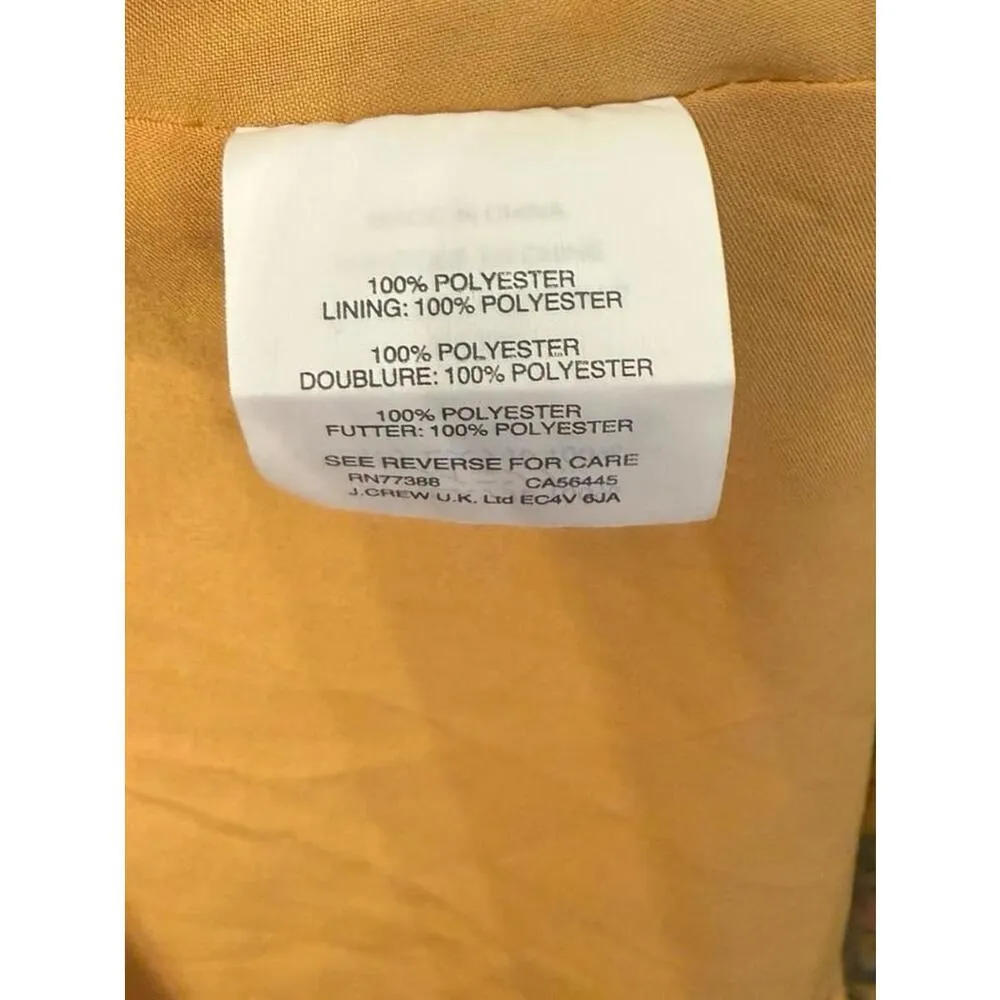 100% POLYESTER
LINING: 100% POLYESTER
100% POLYESTER
DOUBLURE: 100% POLYESTER
100% POLYESTER
FUTTER: 100% POLYESTER
SEE REVERSE FOR CARE
RN77388 CA56445
J.CREW U.K. Ltd EC4V 6JA